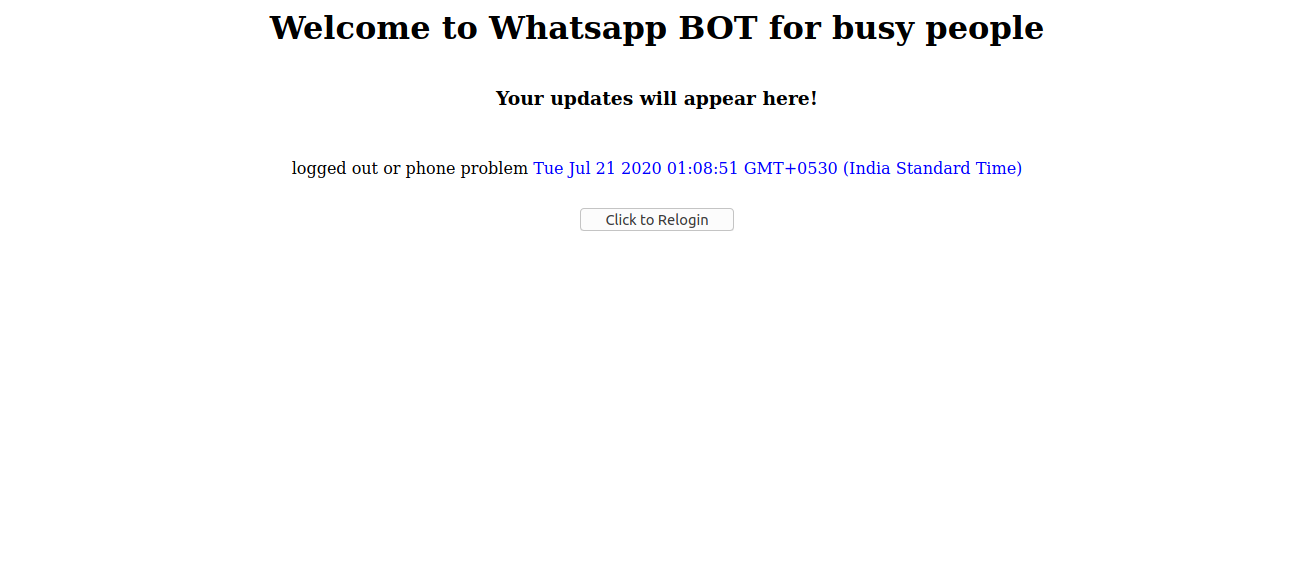 Welcome to Whatsapp BOT for busy people
Your updates will appear here!
logged out or phone problem Tue Jul 21 2020 01:08:51 GMT+0530 (India Standard Time)
Click to Relogin